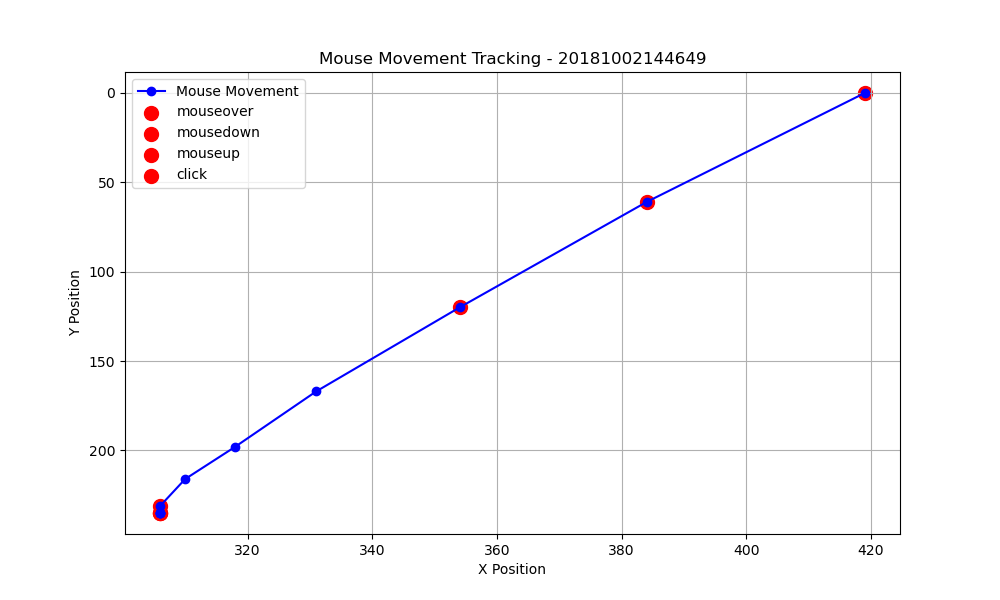 Mouse Movement Tracking - 20181002144649
Mouse Movement
mouseover
mousedown
mouseup
click
0
50
100
150
200
Y Position
320
340
360
380
400
420
X Position